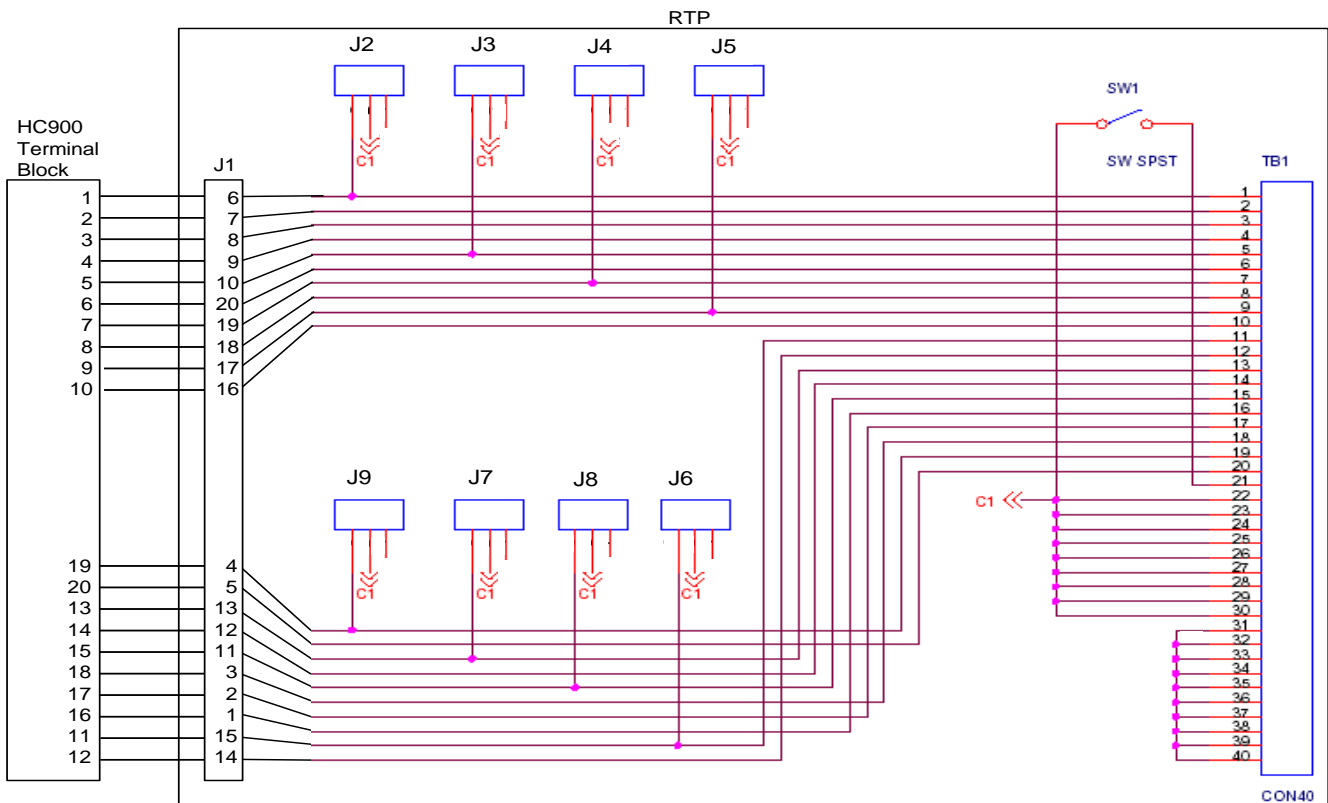 RTP
J2 J3 J4 J5
SW1
HC900
Terminal
Block
J1
C1 C1 C1 C1
SW SPST
TB1
1 6 1
2 7 2
3 8 3
4 9 4
5 10 5
6 20 6
7 19 7
8 18 8
9 17 9
10 16 10
11
12
13
14
15
16
17
18
19
20
21
J9 J7 J8 J6
C1 22
23
24
25
26
27
28
29
30
C1 C1 C1 C1
19 4
20 5
13 13
14 12
15 11
18 3
17 2
16 1
11 15
12 14
31
32
33
34
35
36
37
38
39
40
CON40